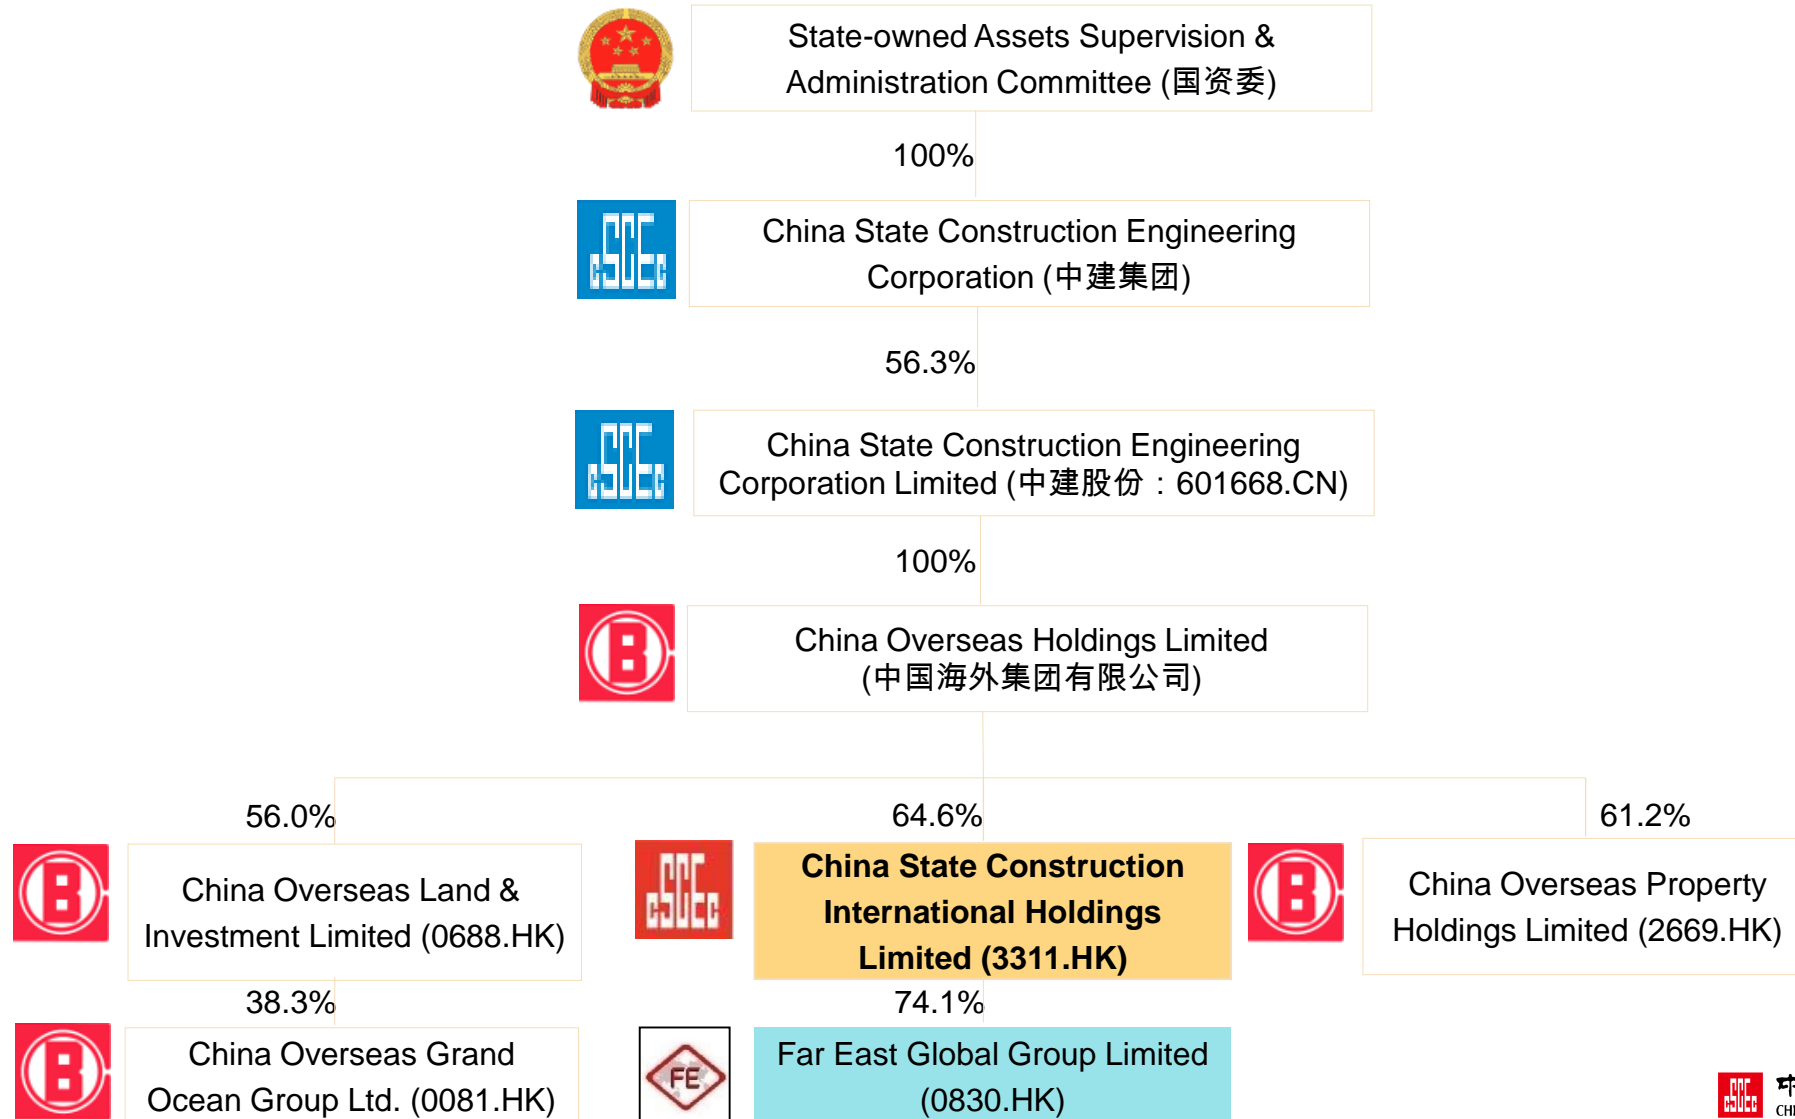 State-owned Assets Supervision &
Administration Committee (国资委)
100%
China State Construction Engineering
Corporation (中建集团)
56.3%
China State Construction Engineering
Corporation Limited (中建股份：601668.CN)
100%
China Overseas Holdings Limited
(中国海外集团有限公司)
56.0%
64.6%
61.2%
China Overseas Land &
Investment Limited (0688.HK)
China State Construction
International Holdings
Limited (3311.HK)
China Overseas Property
Holdings Limited (2669.HK)
38.3%
74.1%
China Overseas Grand
Ocean Group Ltd. (0081.HK)
FE
Far East Global Group Limited
(0830.HK)
中
CHI